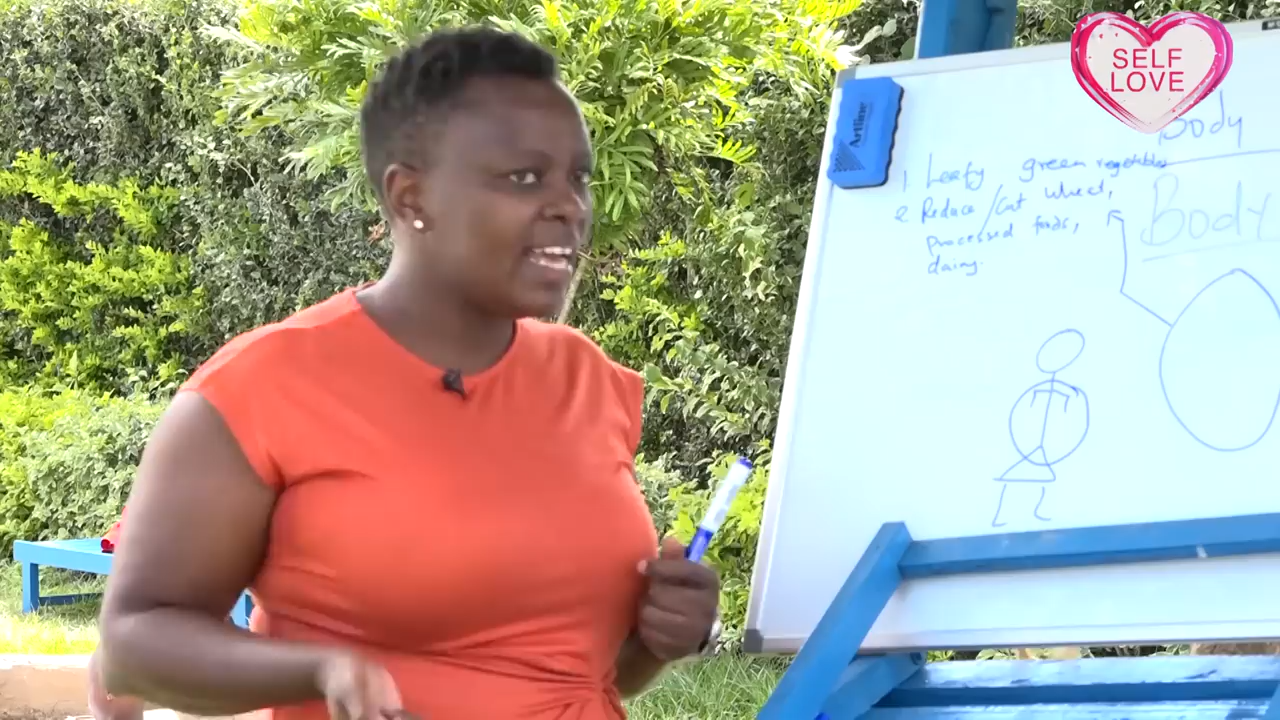 SELF
LOVE
Artline
Body
1 Leafy green vegetables
2 Reduce/Cut wheat,
processed foods,
dairy.
Body